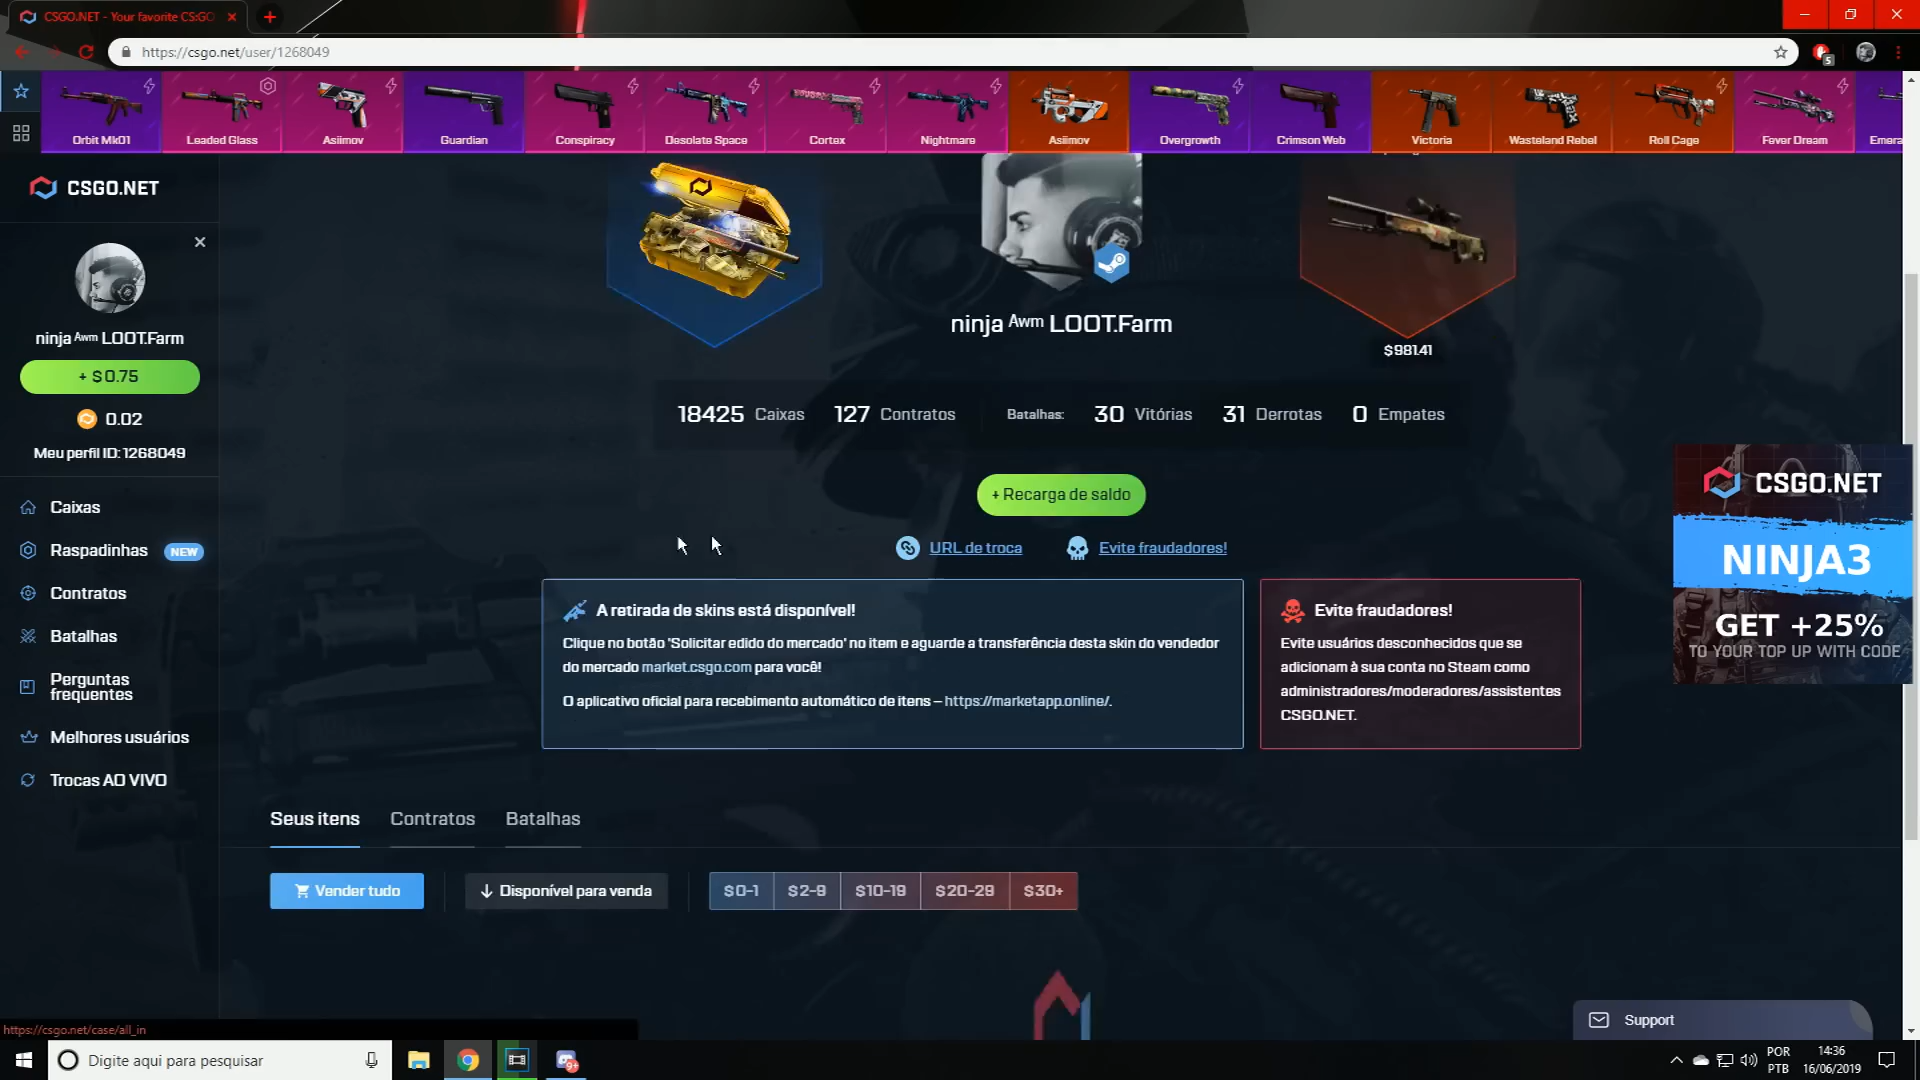 CSGO.NET - Your favorite CS:GO
https://csgo.net/user/1268049
5
Orbit Mk01
Leaded Glass
Asiimov
Guardian
Conspiracy
Desolate Space
Cortex
Nightmare
Asiimov
Overgrowth
Crimson Web
Victoria
Wasteland Rebel
Roll Cage
Fever Dream
Emera
CSGO.NET
ninja Awm LOOT.Farm
+ $ 0.75
0.02
Meu perfil ID: 1268049
Caixas
Raspadinhas NEW
Contratos
Batalhas
Perguntas
frequentes
Melhores usuários
Trocas AO VIVO
ninja Awm LOOT.Farm
$981.41
18425 Caixas 127 Contratos Batalhas: 30 Vitórias 31 Derrotas 0 Empates
+ Recarga de saldo
URL de troca Evite fraudadores!
A retirada de skins está disponível!
Clique no botão 'Solicitar edido do mercado' no item e aguarde a transferência desta skin do vendedor
do mercado market.csgo.com para você!
O aplicativo oficial para recebimento automático de itens – https://marketapp.online/.
Evite fraudadores!
Evite usuários desconhecidos que se
adicionam à sua conta no Steam como
administradores/moderadores/assistentes
CSGO.NET.
CSGO.NET
NINJA3
GET +25%
TO YOUR TOP UP WITH CODE
Seus itens Contratos Batalhas
Vender tudo Disponível para venda $0-1 $2-9 $10-19 $20-29 $30+
Support
https://csgo.net/case/all_in
Digite aqui para pesquisar
9+
POR
PTB
14:36
16/06/2019